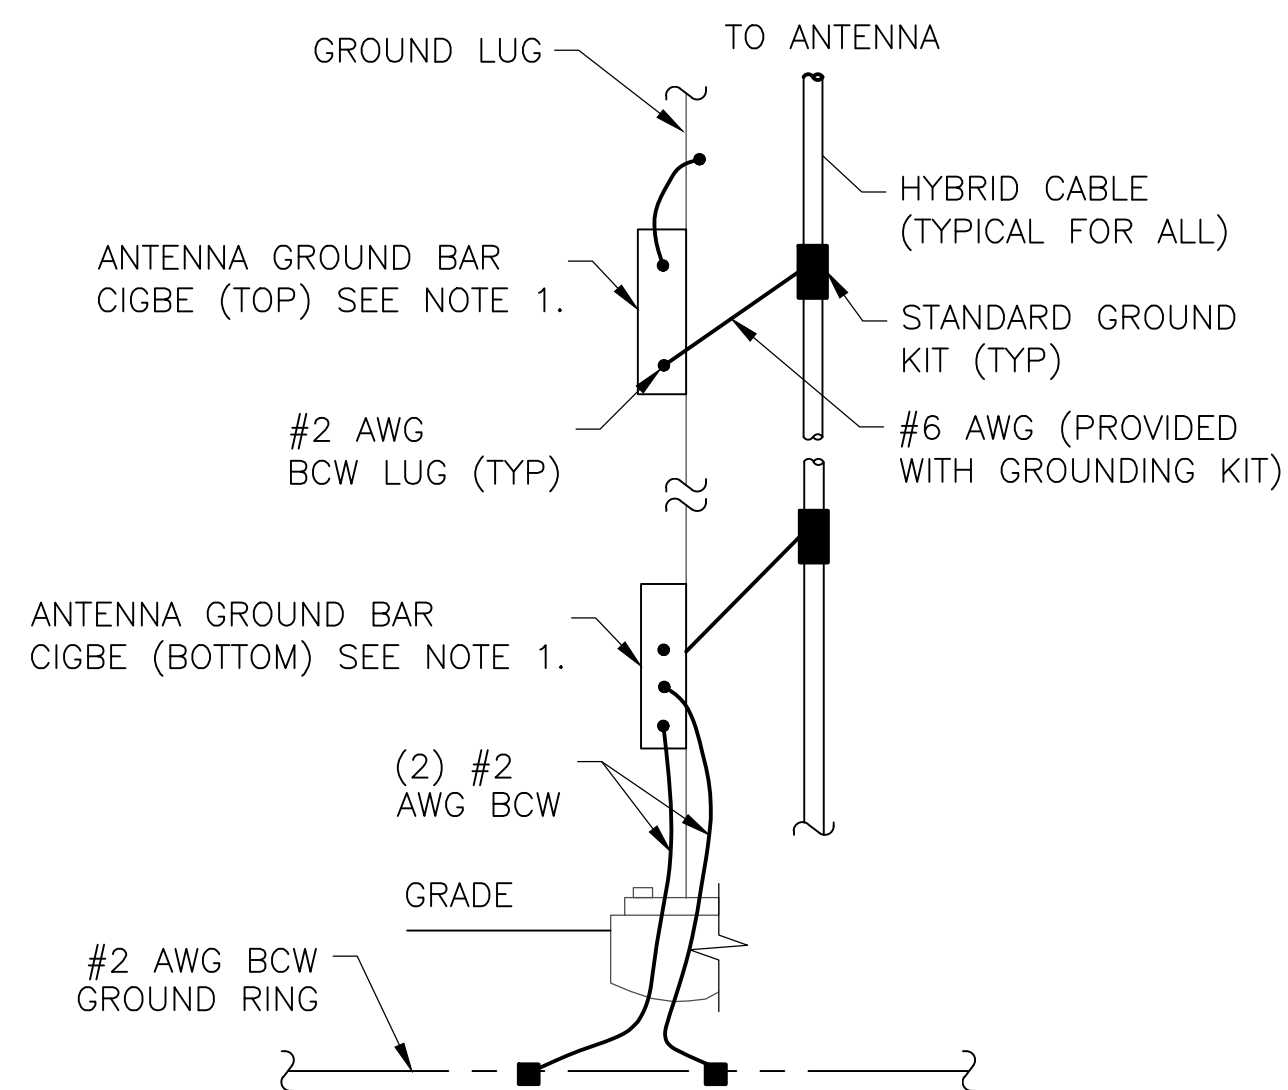 GROUND LUG
TO ANTENNA
HYBRID CABLE
(TYPICAL FOR ALL)
ANTENNA GROUND BAR
CIGBE (TOP) SEE NOTE 1.
STANDARD GROUND
KIT (TYP)
#2 AWG
BCW LUG (TYP)
#6 AWG (PROVIDED
WITH GROUNDING KIT)
ANTENNA GROUND BAR
CIGBE (BOTTOM) SEE NOTE 1.
(2) #2
AWG BCW
GRADE
#2 AWG BCW
GROUND RING